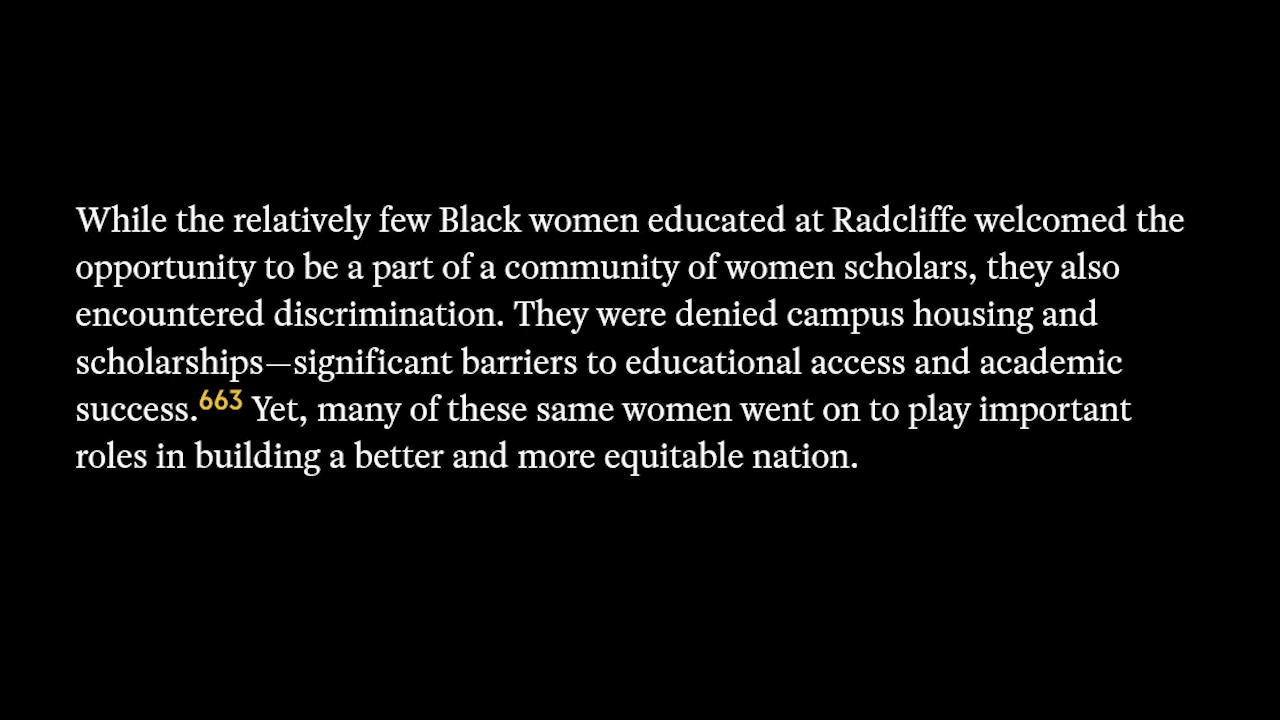 While the relatively few Black women educated at Radcliffe welcomed the
opportunity to be a part of a community of women scholars, they also
encountered discrimination. They were denied campus housing and
scholarships—significant barriers to educational access and academic
success.663 Yet, many of these same women went on to play important
roles in building a better and more equitable nation.